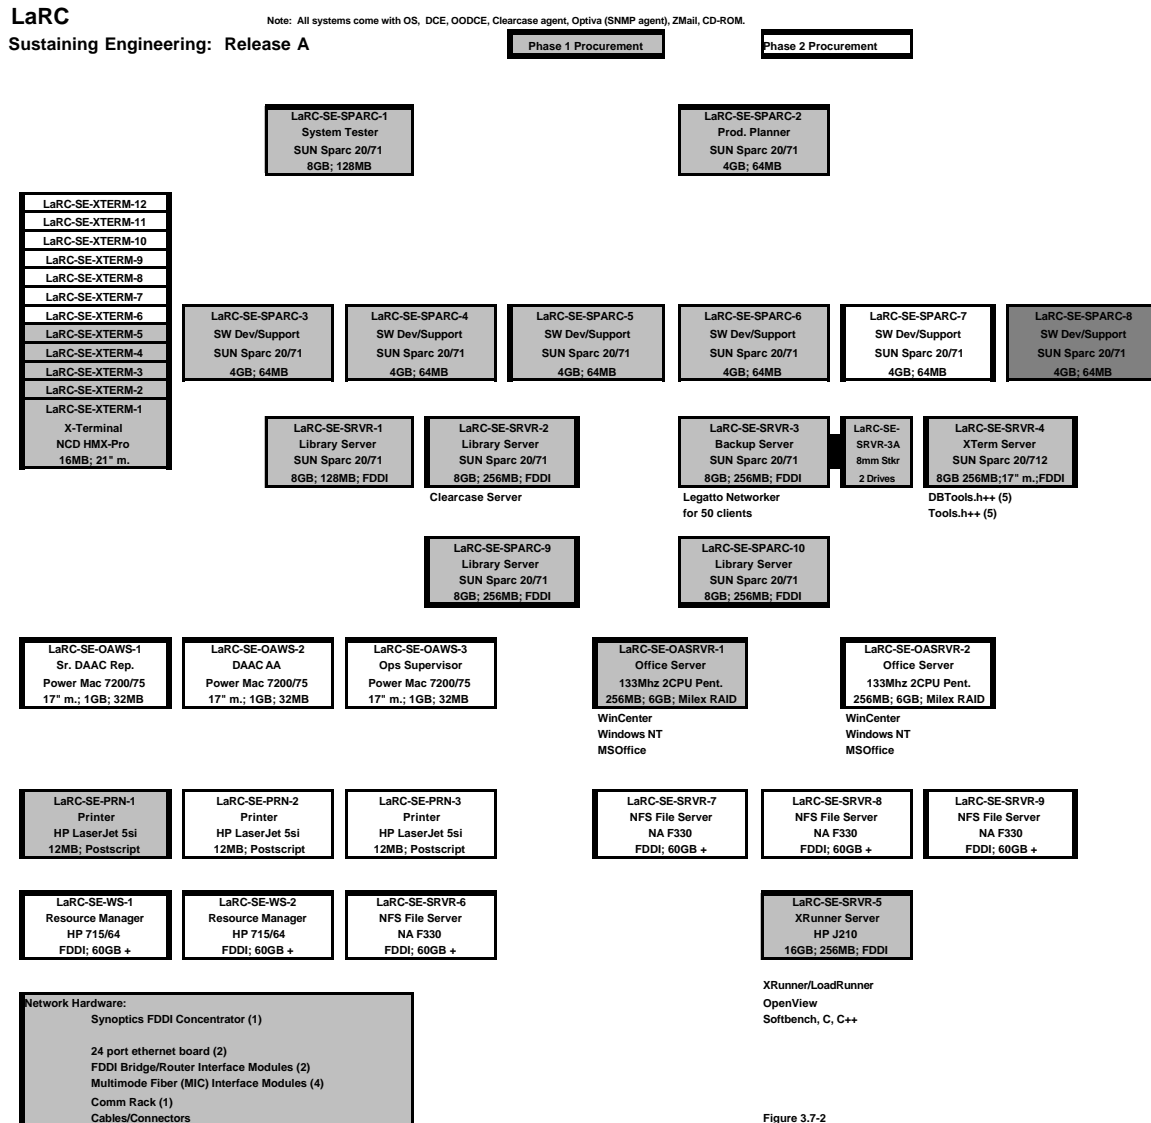 LaRC
Note: All systems come with OS, DCE, OODCE, Clearcase agent, Optiva (SNMP agent), ZMail, CD-ROM.
Sustaining Engineering: Release A
Phase 1 Procurement
Phase 2 Procurement
LaRC-SE-SPARC-1
System Tester
SUN Sparc 20/71
8GB; 128MB
LaRC-SE-SPARC-2
Prod. Planner
SUN Sparc 20/71
4GB; 64MB
LaRC-SE-XTERM-12
LaRC-SE-XTERM-11
LaRC-SE-XTERM-10
LaRC-SE-XTERM-9
LaRC-SE-XTERM-8
LaRC-SE-XTERM-7
LaRC-SE-XTERM-6
LaRC-SE-XTERM-5
LaRC-SE-XTERM-4
LaRC-SE-XTERM-3
LaRC-SE-XTERM-2
LaRC-SE-XTERM-1
X-Terminal
NCD HMX-Pro
16MB; 21" m.
LaRC-SE-SPARC-3
SW Dev/Support
SUN Sparc 20/71
4GB; 64MB
LaRC-SE-SPARC-4
SW Dev/Support
SUN Sparc 20/71
4GB; 64MB
LaRC-SE-SPARC-5
SW Dev/Support
SUN Sparc 20/71
4GB; 64MB
LaRC-SE-SPARC-6
SW Dev/Support
SUN Sparc 20/71
4GB; 64MB
LaRC-SE-SPARC-7
SW Dev/Support
SUN Sparc 20/71
4GB; 64MB
LaRC-SE-SPARC-8
SW Dev/Support
SUN Sparc 20/71
4GB; 64MB
LaRC-SE-SRVR-1
Library Server
SUN Sparc 20/71
8GB; 128MB; FDDI
LaRC-SE-SRVR-2
Library Server
SUN Sparc 20/71
8GB; 256MB; FDDI
Clearcase Server
LaRC-SE-SRVR-3
Backup Server
SUN Sparc 20/71
8GB; 256MB; FDDI
Legatto Networker
for 50 clients
LaRC-SE-
SRVR-3A
8mm Stkr
2 Drives
LaRC-SE-SRVR-4
XTerm Server
SUN Sparc 20/712
8GB 256MB;17" m.;FDDI
DBTools.h++ (5)
Tools.h++ (5)
LaRC-SE-SPARC-9
Library Server
SUN Sparc 20/71
8GB; 256MB; FDDI
LaRC-SE-SPARC-10
Library Server
SUN Sparc 20/71
8GB; 256MB; FDDI
LaRC-SE-OAWS-1
Sr. DAAC Rep.
Power Mac 7200/75
17" m.; 1GB; 32MB
LaRC-SE-OAWS-2
DAAC AA
Power Mac 7200/75
17" m.; 1GB; 32MB
LaRC-SE-OAWS-3
Ops Supervisor
Power Mac 7200/75
17" m.; 1GB; 32MB
LaRC-SE-OASRVR-1
Office Server
133Mhz 2CPU Pent.
256MB; 6GB; Milex RAID
WinCenter
Windows NT
MSOffice
LaRC-SE-OASRVR-2
Office Server
133Mhz 2CPU Pent.
256MB; 6GB; Milex RAID
WinCenter
Windows NT
MSOffice
LaRC-SE-PRN-1
Printer
HP LaserJet 5si
12MB; Postscript
LaRC-SE-PRN-2
Printer
HP LaserJet 5si
12MB; Postscript
LaRC-SE-PRN-3
Printer
HP LaserJet 5si
12MB; Postscript
LaRC-SE-SRVR-7
NFS File Server
NA F330
FDDI; 60GB +
LaRC-SE-SRVR-8
NFS File Server
NA F330
FDDI; 60GB +
LaRC-SE-SRVR-9
NFS File Server
NA F330
FDDI; 60GB +
LaRC-SE-WS-1
Resource Manager
HP 715/64
FDDI; 60GB +
LaRC-SE-WS-2
Resource Manager
HP 715/64
FDDI; 60GB +
LaRC-SE-SRVR-6
NFS File Server
NA F330
FDDI; 60GB +
LaRC-SE-SRVR-5
XRunner Server
HP J210
16GB; 256MB; FDDI
XRunner/LoadRunner
OpenView
Softbench, C, C++
Network Hardware:
Synoptics FDDI Concentrator (1)
24 port ethernet board (2)
FDDI Bridge/Router Interface Modules (2)
Multimode Fiber (MIC) Interface Modules (4)
Comm Rack (1)
Cables/Connectors
Figure 3.7-2